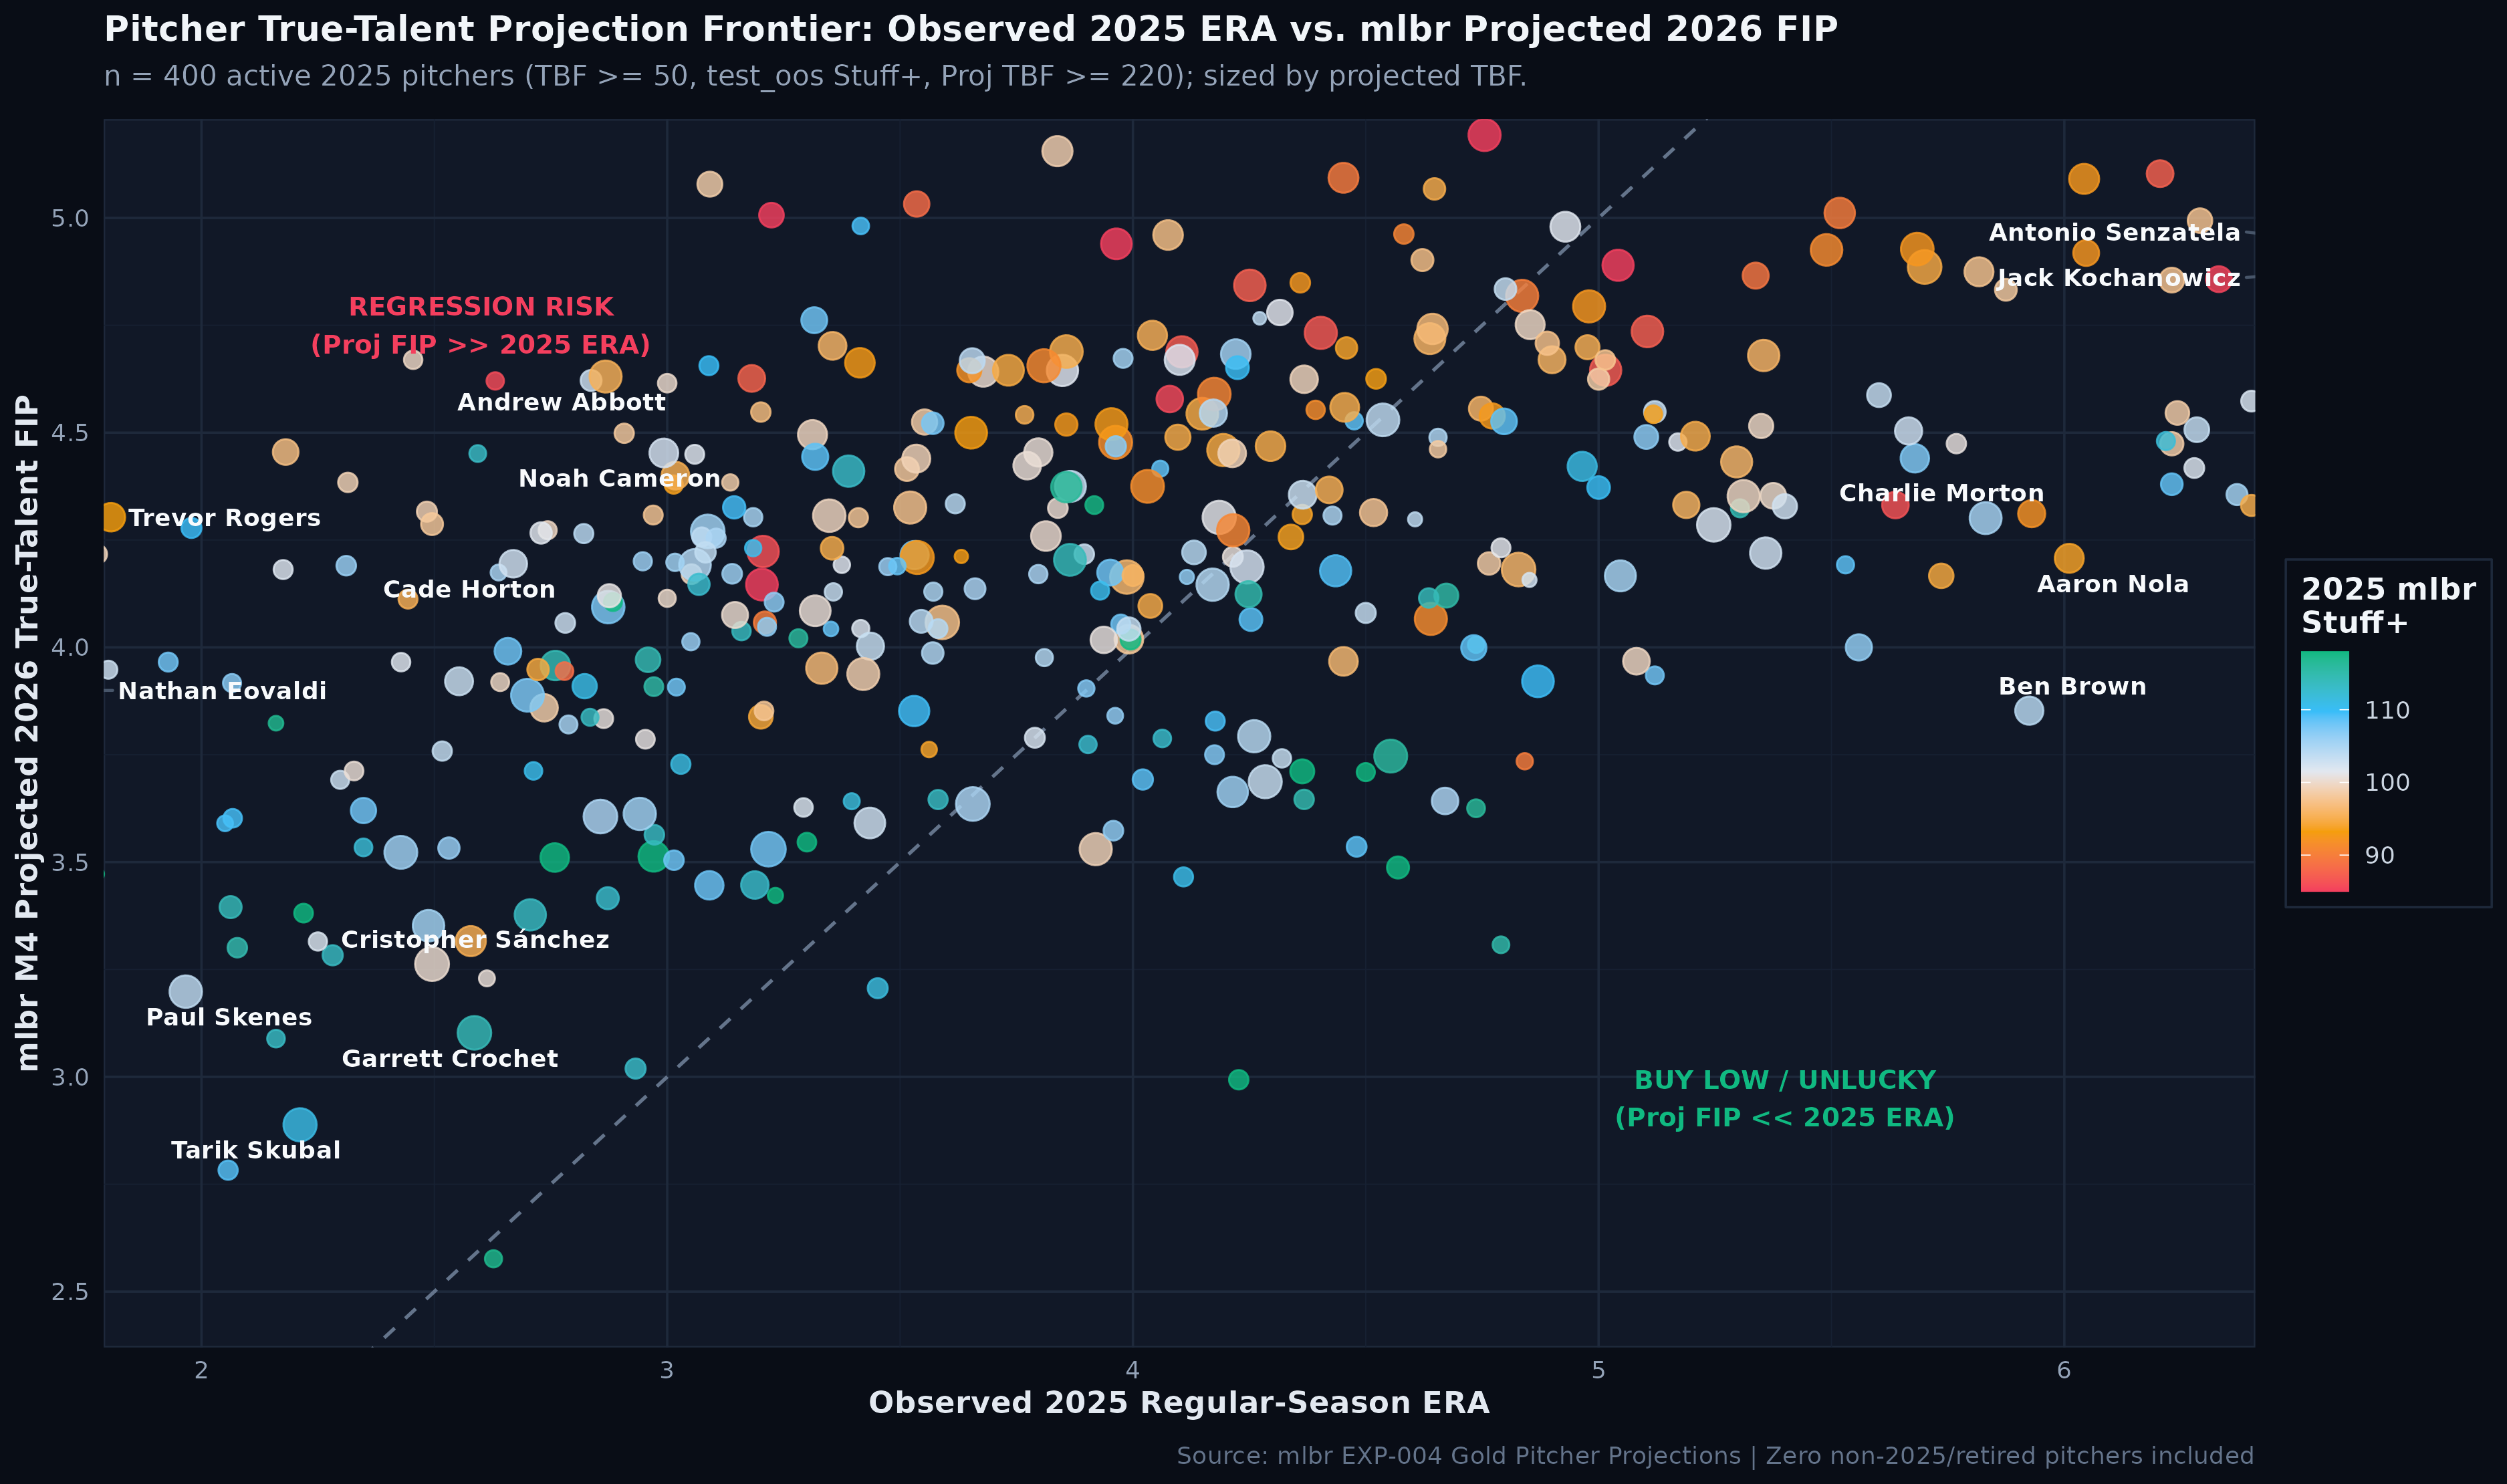 Pitcher True-Talent Projection Frontier: Observed 2025 ERA vs. mlbr Projected 2026 FIP
n = 400 active 2025 pitchers (TBF >= 50, test_oos Stuff+, Proj TBF >= 220); sized by projected TBF.
mlbr M4 Projected 2026 True-Talent FIP
5.0
4.5
4.0
3.5
3.0
2.5
REGRESSION RISK
(Proj FIP >> 2025 ERA)
Antonio Senzatela
Jack Kochanowicz
Andrew Abbott
Noah Cameron
Charlie Morton
Trevor Rogers
Cade Horton
Aaron Nola
Nathan Eovaldi
Ben Brown
Cristopher Sánchez
Paul Skenes
Garrett Crochet
Tarik Skubal
BUY LOW / UNLUCKY
(Proj FIP << 2025 ERA)
2025 mlbr
Stuff+
110
100
90
2
3
4
5
6
Observed 2025 Regular-Season ERA
Source: mlbr EXP-004 Gold Pitcher Projections | Zero non-2025/retired pitchers included